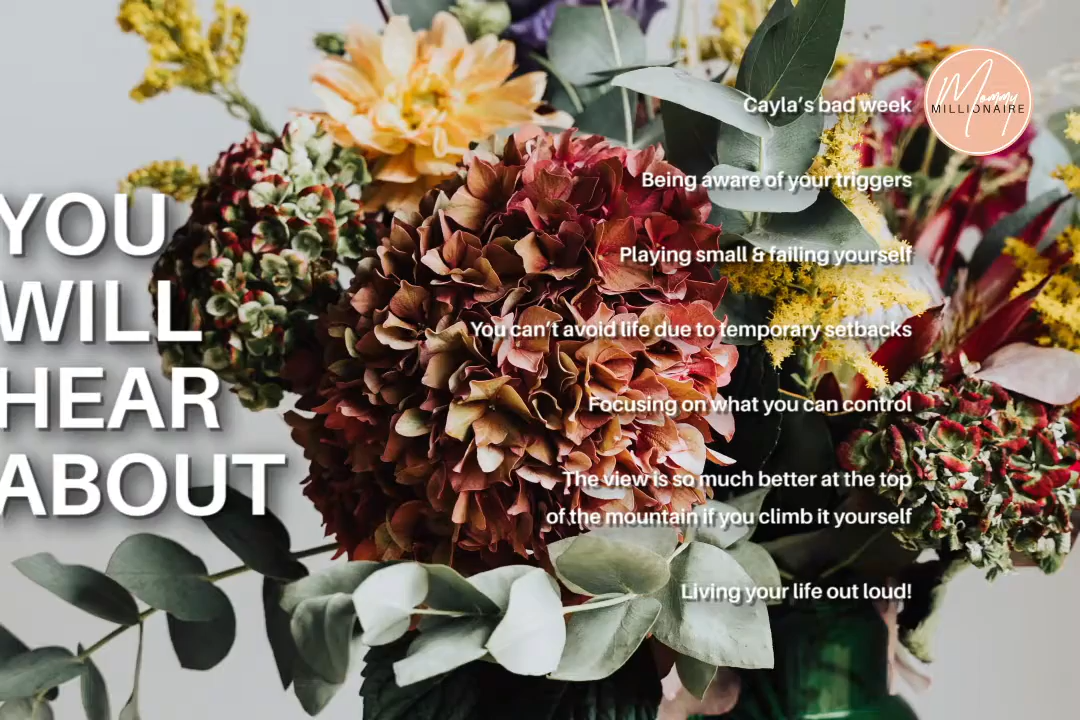 YOU
WILL
HEAR
ABOUT
Cayla's bad week
Being aware of your triggers
Playing small & failing yourself
You can't avoid life due to temporary setbacks
Focusing on what you can control
The view is so much better at the top
of the mountain if you climb it yourself
Living your life out loud!
Mommy
MILLIONAIRE